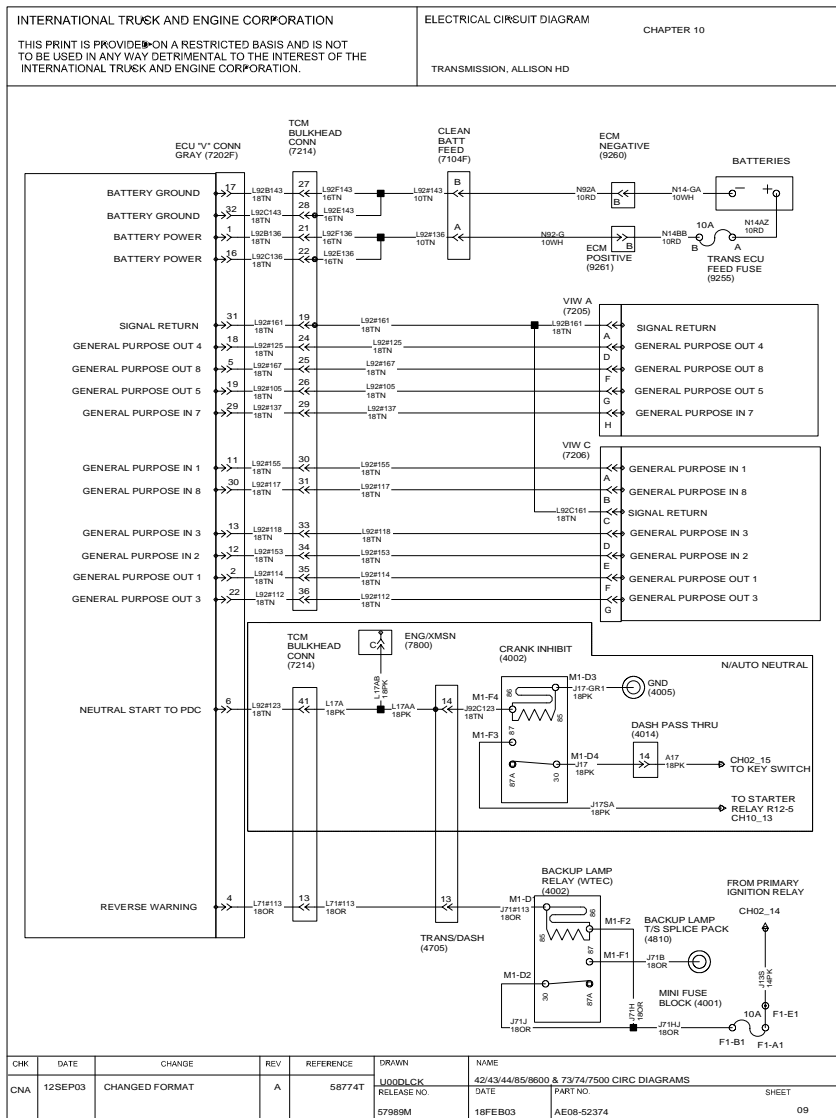 INTERNATIONAL TRUCK AND ENGINE CORPORATION
THIS PRINT IS PROVIDED ON A RESTRICTED BASIS AND IS NOT
TO BE USED IN ANY WAY DETRIMENTAL TO THE INTEREST OF THE
INTERNATIONAL TRUCK AND ENGINE CORPORATION.
ELECTRICAL CIRCUIT DIAGRAM
CHAPTER 10
TRANSMISSION, ALLISON HD
ECU "V" CONN
GRAY (7202F)
TCM
BULKHEAD
CONN
(7214)
CLEAN
BATT
FEED
(7104F)
ECM
NEGATIVE
(9260)
BATTERIES
BATTERY GROUND 17 L92B143 18TN 27 L92F143 16TN L92#143 10TN B N92A 10RD B N14-GA 10WH - +
BATTERY GROUND 32 L92C143 18TN 28 L92E143 16TN
BATTERY POWER 1 L92B136 18TN 21 L92F136 16TN L92#136 10TN A N92-G 10WH B N14BB 10RD B 10A A N14AZ 10RD
BATTERY POWER 16 L92C136 18TN 22 L92E136 16TN
ECM
POSITIVE
(9261)
TRANS ECU
FEED FUSE
(9255)
VIW A
(7205)
SIGNAL RETURN 31 L92#161 18TN 19 L92#161 18TN L92B161 18TN A SIGNAL RETURN
GENERAL PURPOSE OUT 4 18 L92#125 18TN 24 L92#125 18TN D GENERAL PURPOSE OUT 4
GENERAL PURPOSE OUT 8 5 L92#167 18TN 25 L92#167 18TN F GENERAL PURPOSE OUT 8
GENERAL PURPOSE OUT 5 19 L92#105 18TN 26 L92#105 18TN G GENERAL PURPOSE OUT 5
GENERAL PURPOSE IN 7 29 L92#137 18TN 29 L92#137 18TN H GENERAL PURPOSE IN 7
VIW C
(7206)
GENERAL PURPOSE IN 1 11 L92#155 18TN 30 L92#155 18TN A GENERAL PURPOSE IN 1
GENERAL PURPOSE IN 8 30 L92#117 18TN 31 L92#117 18TN B GENERAL PURPOSE IN 8
L92C161 18TN C SIGNAL RETURN
GENERAL PURPOSE IN 3 13 L92#118 18TN 33 L92#118 18TN D GENERAL PURPOSE IN 3
GENERAL PURPOSE IN 2 12 L92#153 18TN 34 L92#153 18TN E GENERAL PURPOSE IN 2
GENERAL PURPOSE OUT 1 2 L92#114 18TN 35 L92#114 18TN F GENERAL PURPOSE OUT 1
GENERAL PURPOSE OUT 3 22 L92#112 18TN 36 L92#112 18TN G GENERAL PURPOSE OUT 3
TCM
BULKHEAD
CONN
(7214)
C
ENG/XMSN
(7800)
L17AB
18PK
CRANK INHIBIT
(4002)
N/AUTO NEUTRAL
M1-D3
J17-GR1
18PK
GND
(4005)
NEUTRAL START TO PDC 6 L92#123 18TN 41 L17A 18PK L17AA 18PK 14 J92C123 18TN
M1-F4
86
85
M1-F3
87
87A
30
M1-D4
J17
18PK
DASH PASS THRU
(4014)
14
A17
18PK
CH02_15
TO KEY SWITCH
J17SA
18PK
TO STARTER
RELAY R12-5
CH10_13
BACKUP LAMP
RELAY (WTEC)
(4002)
FROM PRIMARY
IGNITION RELAY
CH02_14
REVERSE WARNING 4 L71#113 18OR 13 L71#113 18OR 13 J71#113 18OR
TRANS/DASH
(4705)
M1-D1
85
86
M1-F2
87
M1-F1
J71B
18OR
BACKUP LAMP
T/S SPLICE PACK
(4810)
M1-D2
30
87A
J71H
18OR
J71J
18OR
MINI FUSE
BLOCK (4001)
J71HJ
18OR
J13S
14PK
10A
F1-E1
F1-B1
F1-A1
CHK DATE CHANGE REV REFERENCE DRAWN NAME
CNA 12SEP03 CHANGED FORMAT A 58774T U00DLCK 42/43/44/85/8600 & 73/74/7500 CIRC DIAGRAMS
RELEASE NO. DATE PART NO. SHEET
57989M 18FEB03 AE08-52374 09